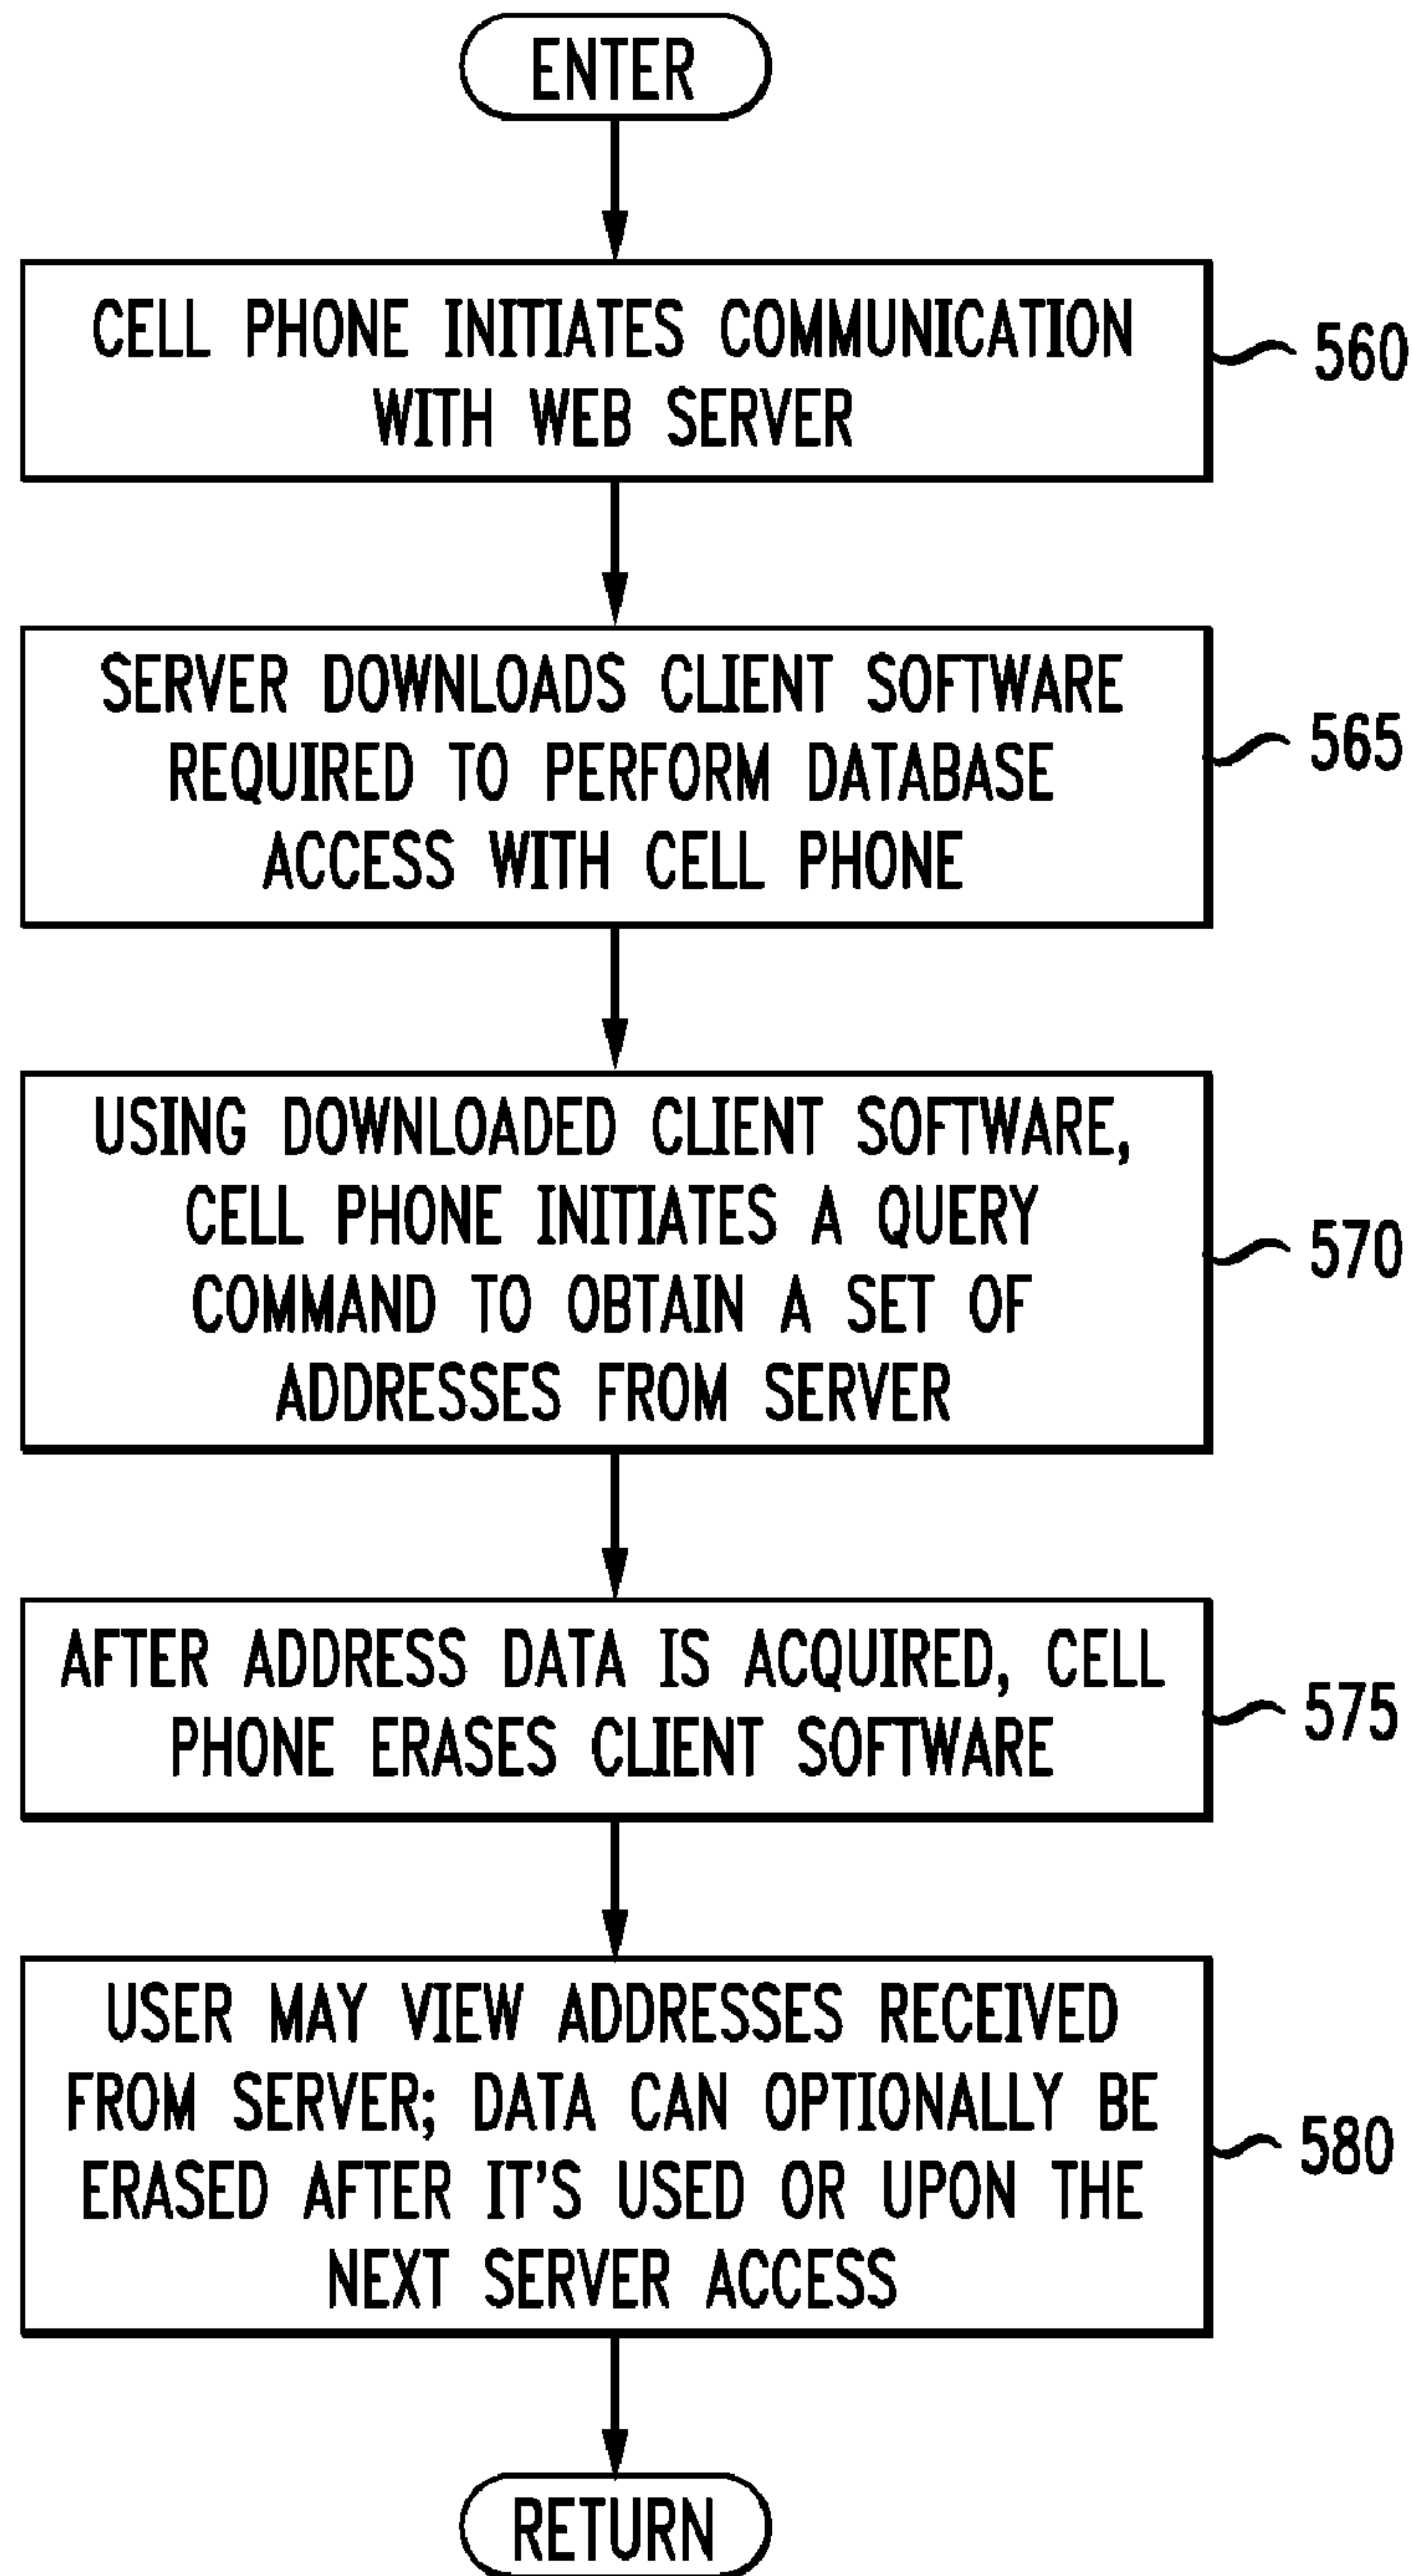 ENTER
CELL PHONE INITIATES COMMUNICATION
WITH WEB SERVER
560
SERVER DOWNLOADS CLIENT SOFTWARE
REQUIRED TO PERFORM DATABASE
ACCESS WITH CELL PHONE
565
USING DOWNLOADED CLIENT SOFTWARE,
CELL PHONE INITIATES A QUERY
COMMAND TO OBTAIN A SET OF
ADDRESSES FROM SERVER
570
AFTER ADDRESS DATA IS ACQUIRED, CELL
PHONE ERASES CLIENT SOFTWARE
575
USER MAY VIEW ADDRESSES RECEIVED
FROM SERVER; DATA CAN OPTIONALLY BE
ERASED AFTER IT'S USED OR UPON THE
NEXT SERVER ACCESS
580
RETURN